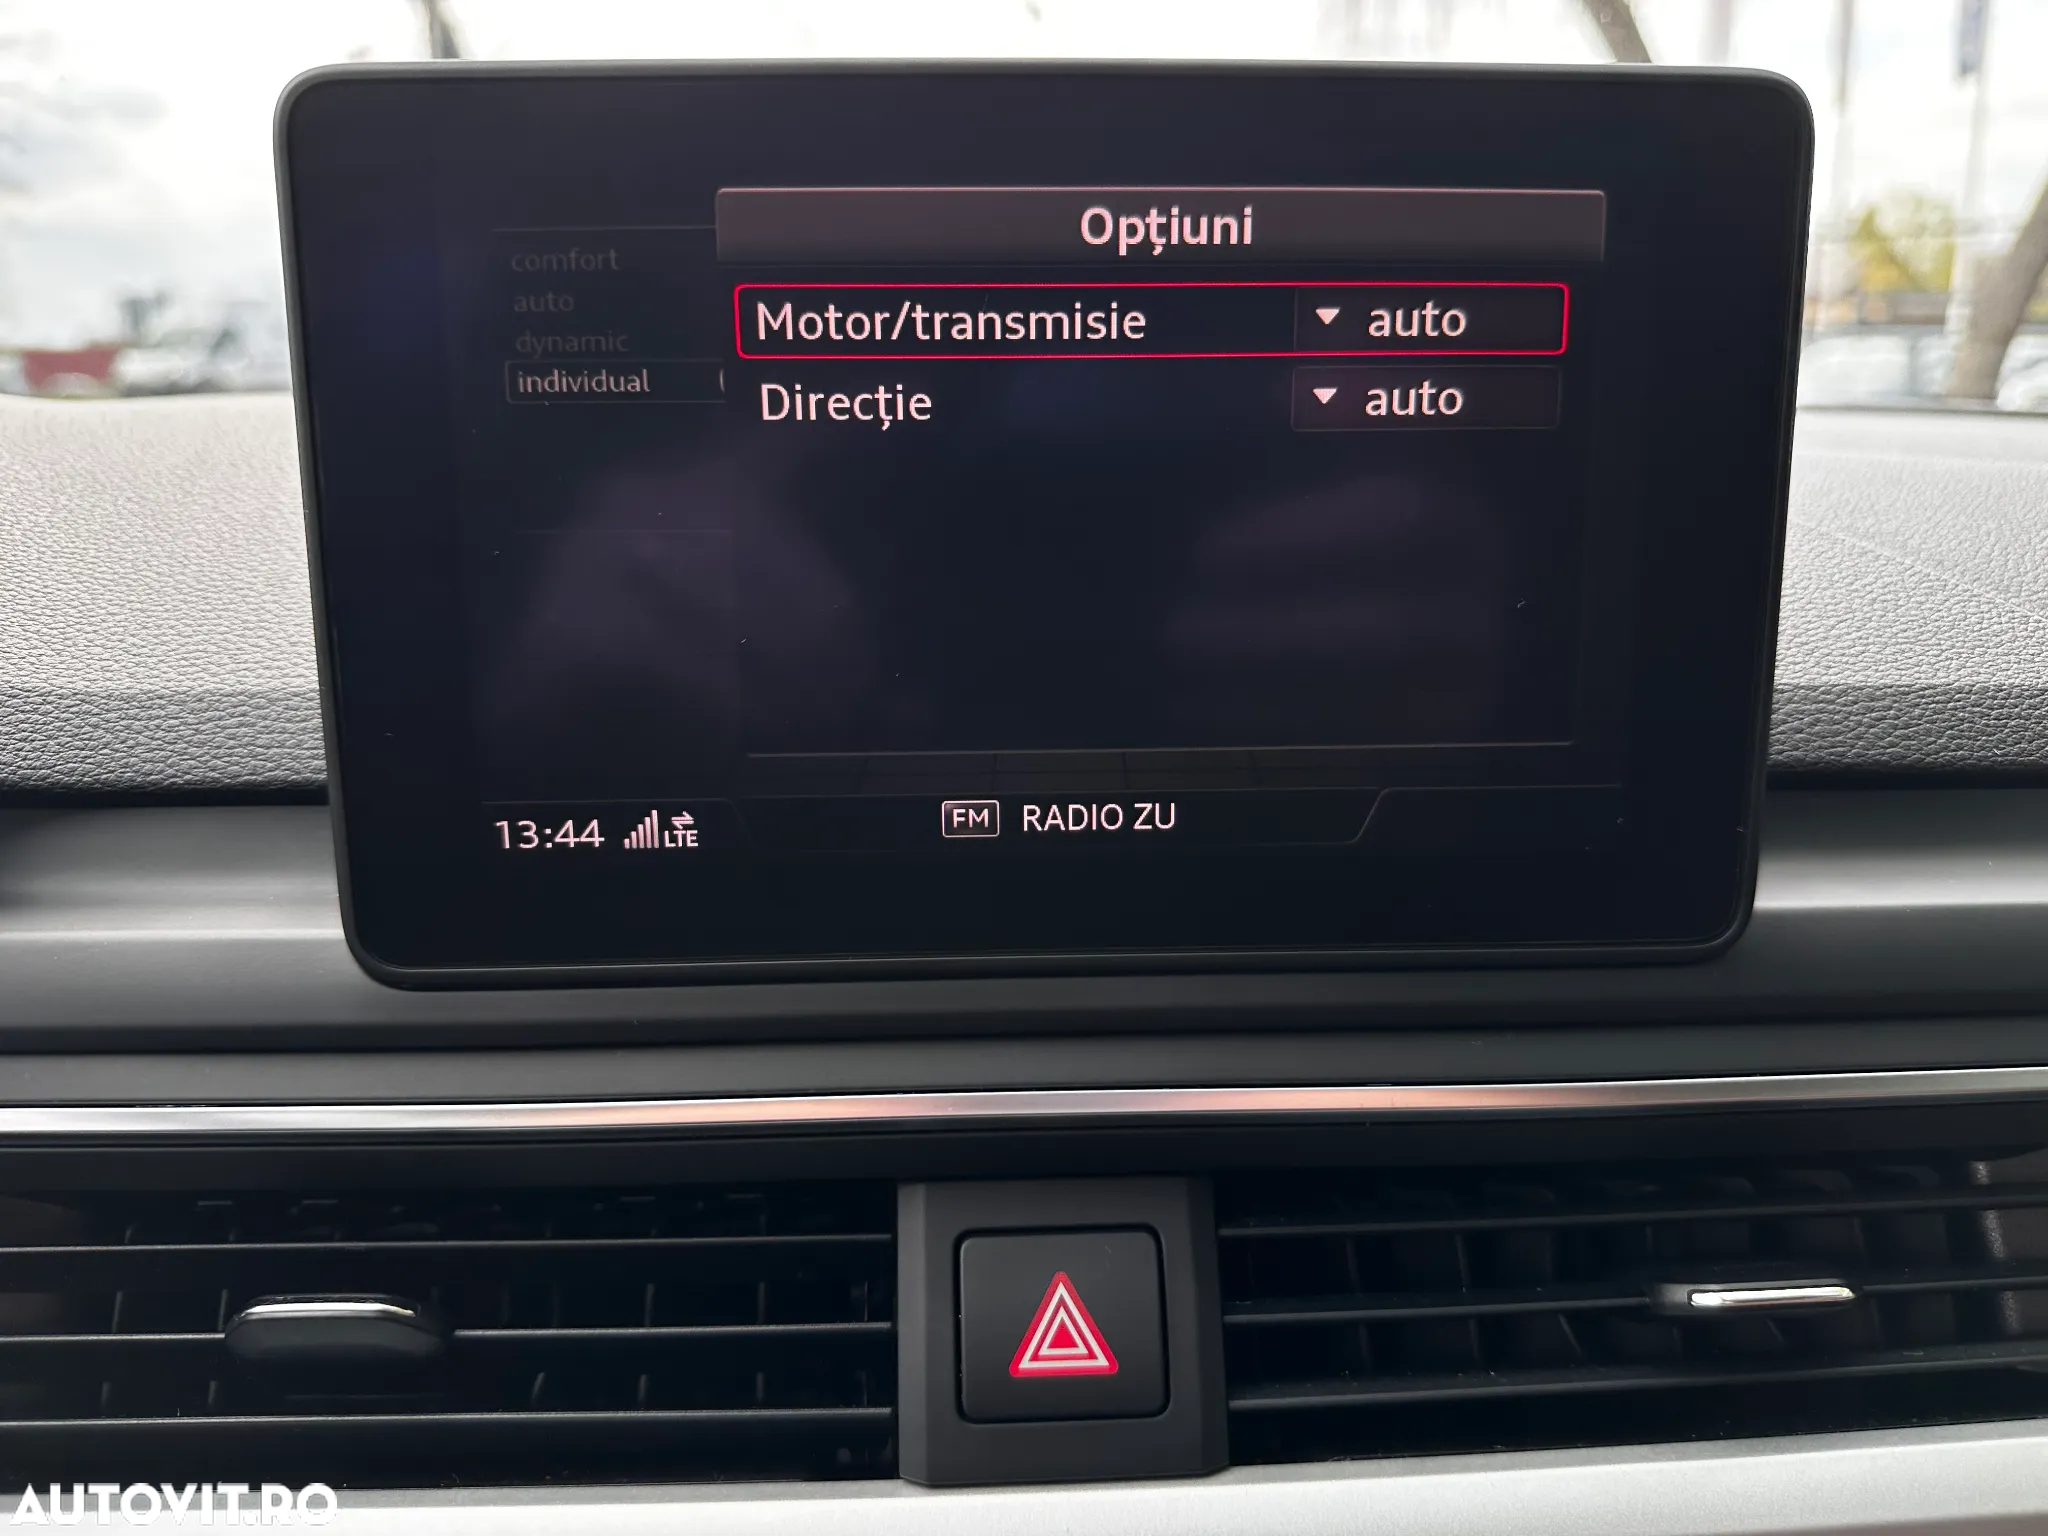 Opțiuni
comfort
auto
dynamic
individual
Motor/transmisie auto
Direcție auto
13:44 LTE
FM RADIO ZU
AUTOVIT.RO